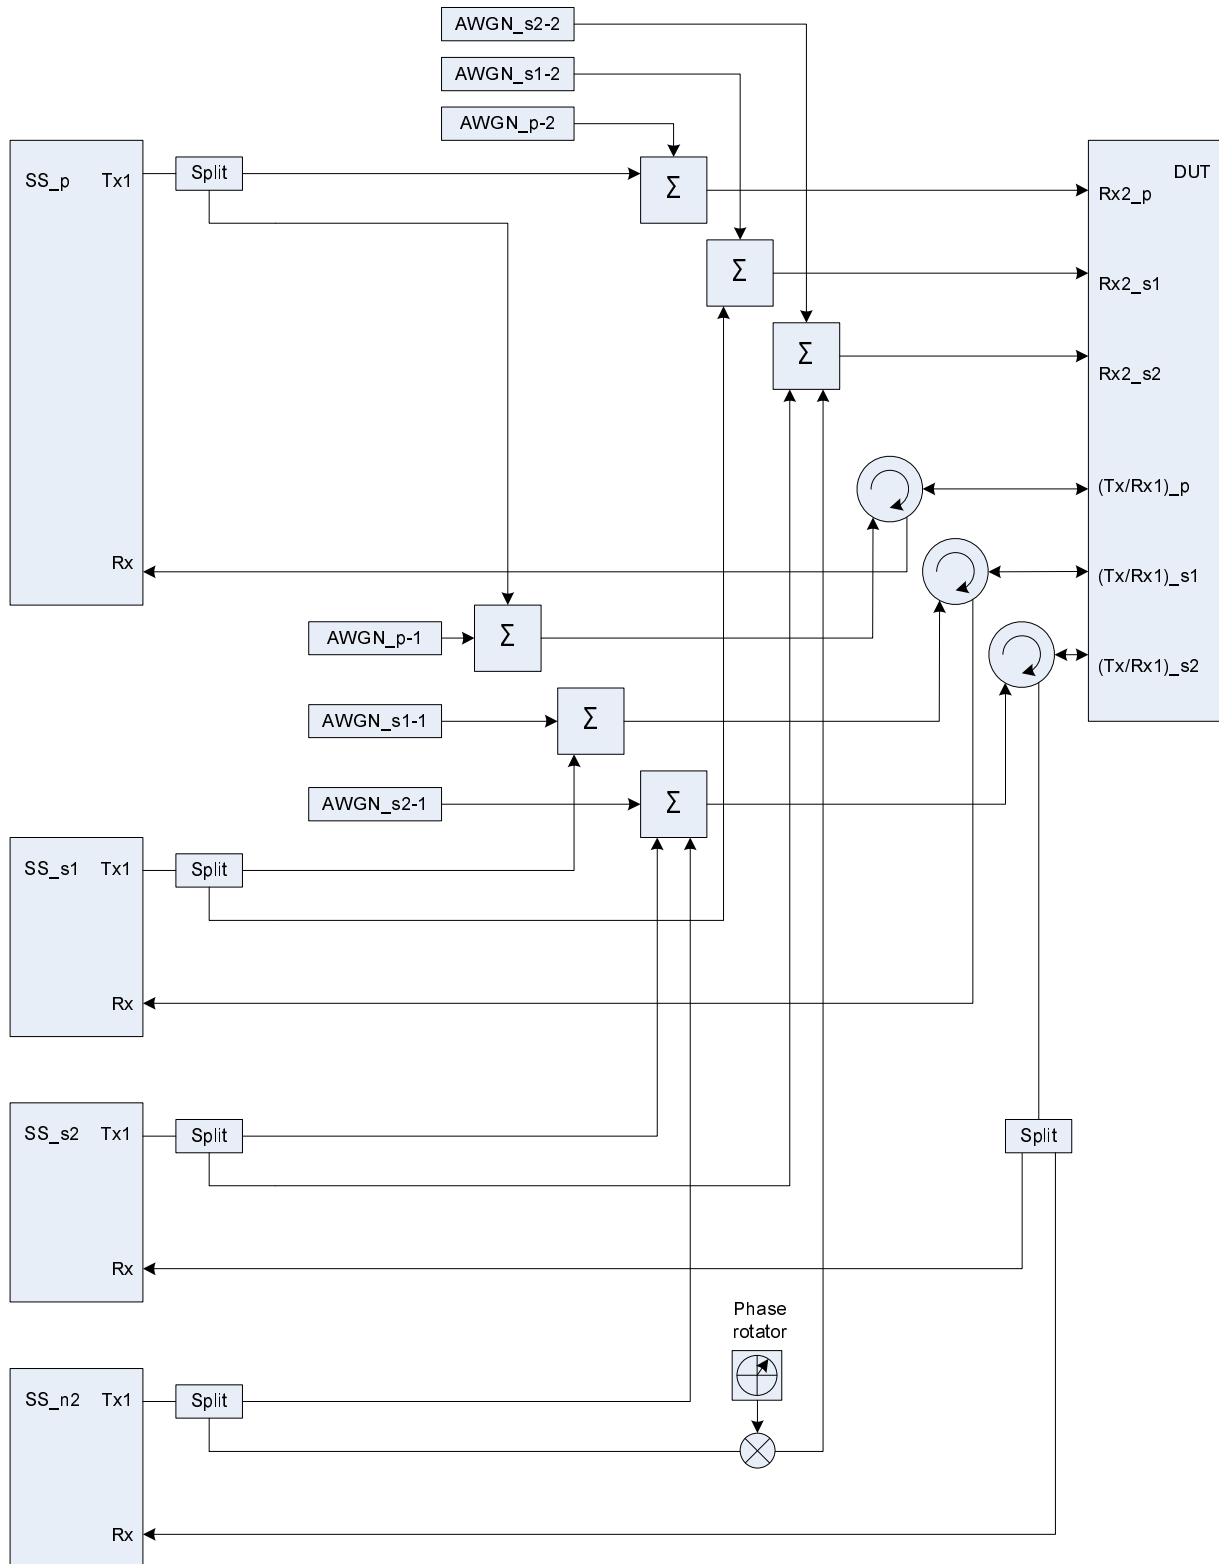 AWGN_s2-2
AWGN_s1-2
AWGN_p-2
SS_p Tx1
Split
Σ
DUT
Rx2_p
Σ
Rx2_s1
Σ
Rx2_s2
(Tx/Rx1)_p
Rx
(Tx/Rx1)_s1
AWGN_p-1
Σ
(Tx/Rx1)_s2
AWGN_s1-1
Σ
AWGN_s2-1
Σ
SS_s1 Tx1
Split
Rx
SS_s2 Tx1
Split
Split
Rx
Phase
rotator
SS_n2 Tx1
Split
Rx